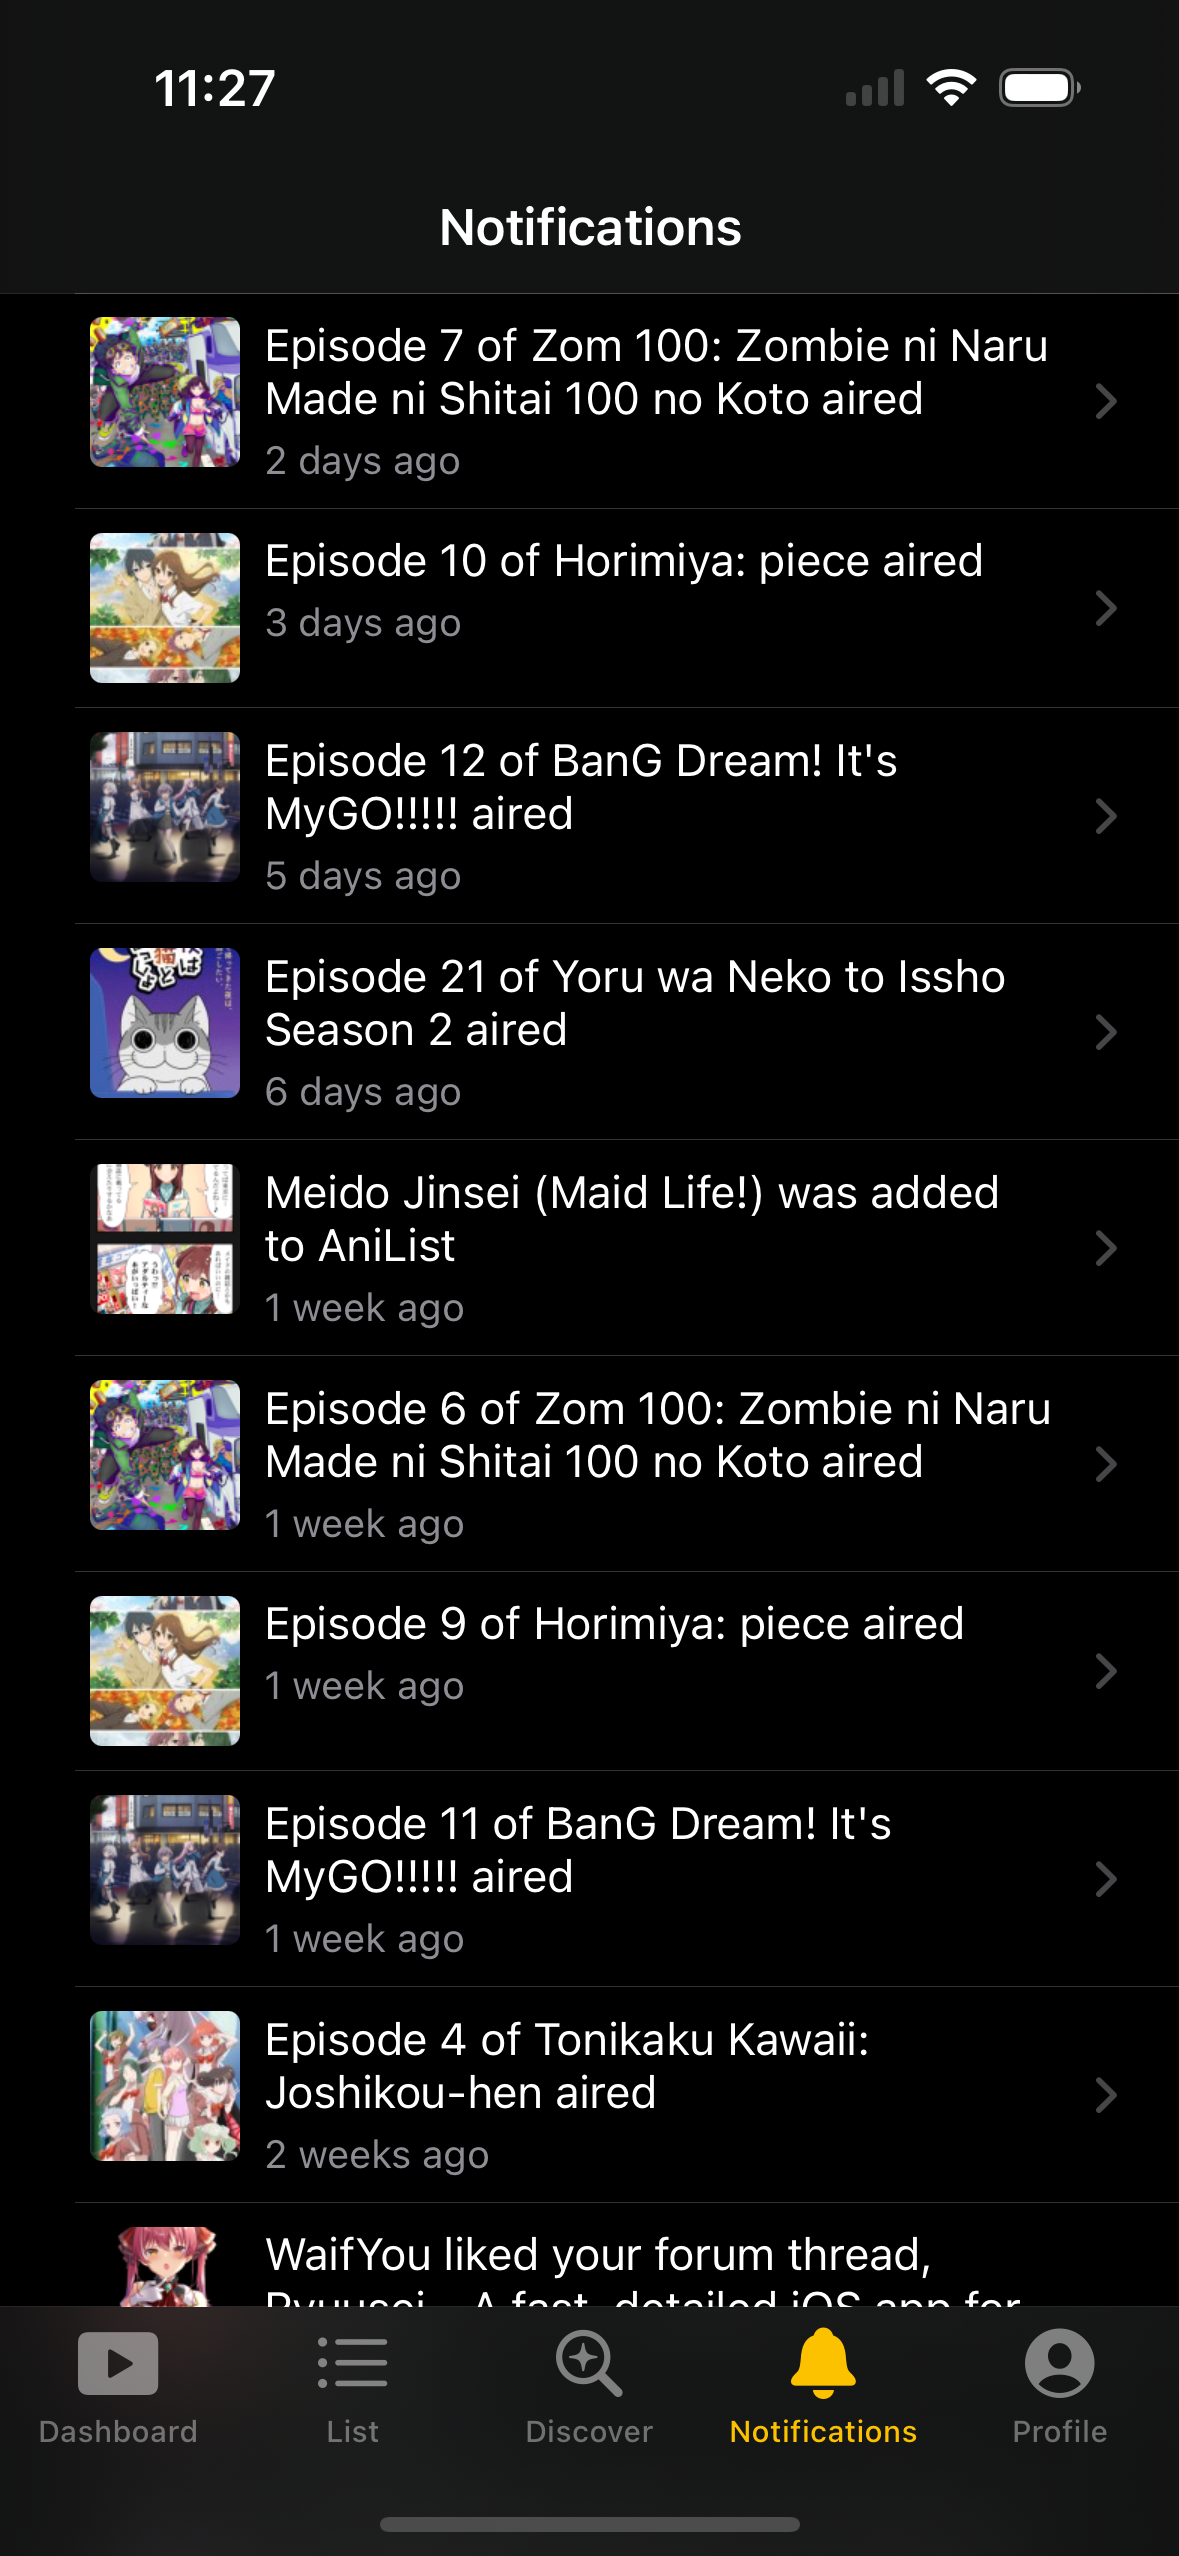 11:27
Notifications
Episode 7 of Zom 100: Zombie ni Naru
Made ni Shitai 100 no Koto aired
2 days ago
Episode 10 of Horimiya: piece aired
3 days ago
Episode 12 of BanG Dream! It's
MyGO!!!!! aired
5 days ago
Episode 21 of Yoru wa Neko to Issho
Season 2 aired
6 days ago
Meido Jinsei (Maid Life!) was added
to AniList
1 week ago
Episode 6 of Zom 100: Zombie ni Naru
Made ni Shitai 100 no Koto aired
1 week ago
Episode 9 of Horimiya: piece aired
1 week ago
Episode 11 of BanG Dream! It's
MyGO!!!!! aired
1 week ago
Episode 4 of Tonikaku Kawaii:
Joshikou-hen aired
2 weeks ago
WaifYou liked your forum thread,
Dashboard
List
Discover
Notifications
Profile